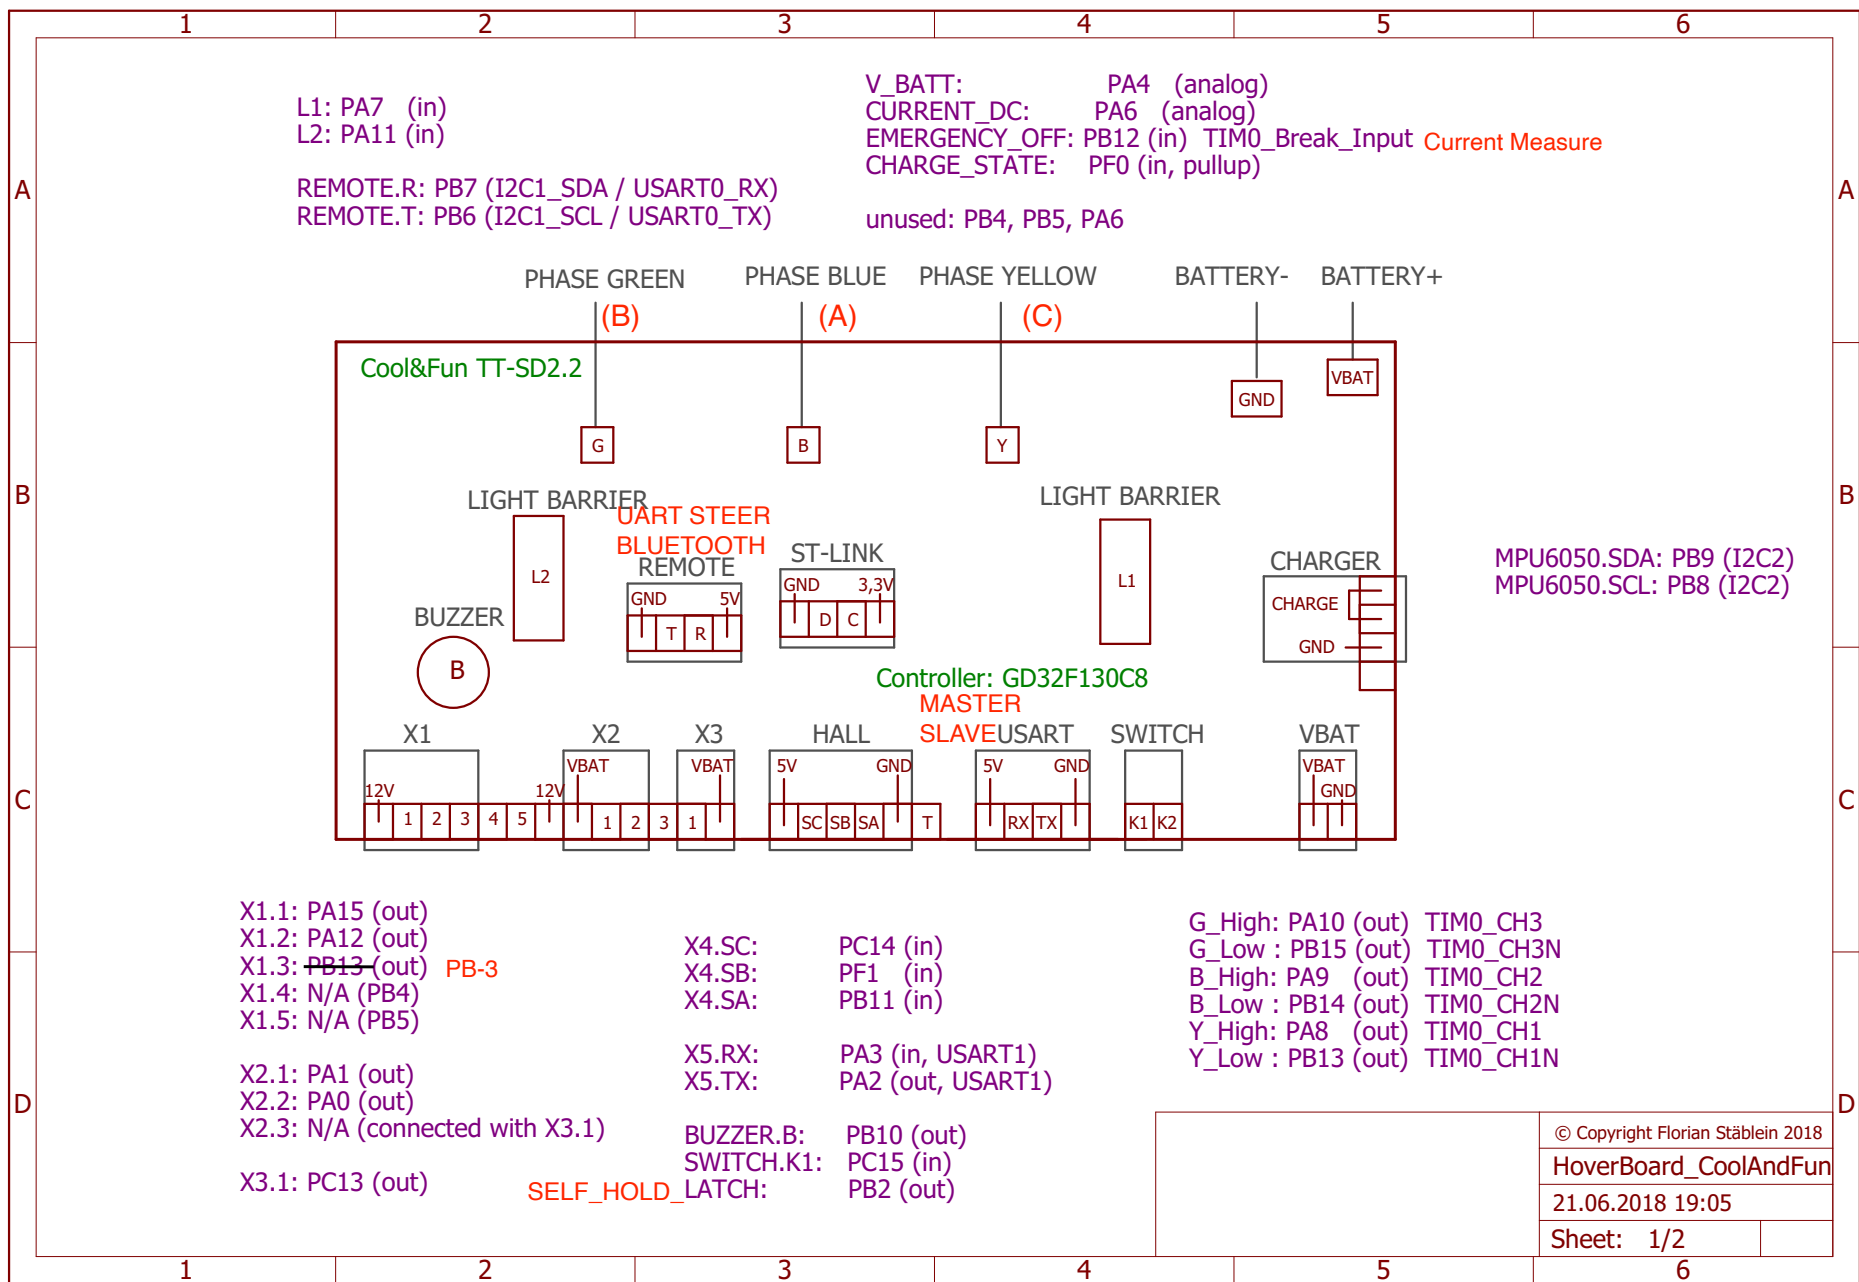 1 2 3 4 5 6
L1: PA7 (in)
L2: PA11 (in)
REMOTE.R: PB7 (I2C1_SDA / USART0_RX)
REMOTE.T: PB6 (I2C1_SCL / USART0_TX)
V_BATT: PA4 (analog)
CURRENT_DC: PA6 (analog)
EMERGENCY_OFF: PB12 (in) TIM0_Break_Input Current Measure
CHARGE_STATE: PF0 (in, pullup)
unused: PB4, PB5, PA6
A A
PHASE GREEN PHASE BLUE PHASE YELLOW BATTERY- BATTERY+
(B) (A) (C)
Cool&Fun TT-SD2.2
VBAT
GND
G B Y
B B
LIGHT BARRIER LIGHT BARRIER
UART STEER
BLUETOOTH
REMOTE
GND 5V
T R
ST-LINK
GND 3,3V
D C
L2 L1
CHARGER
CHARGE
GND
MPU6050.SDA: PB9 (I2C2)
MPU6050.SCL: PB8 (I2C2)
BUZZER
B
Controller: GD32F130C8
MASTER
SLAVE USART
X1 X2 X3 HALL SWITCH VBAT
12V 12V VBAT VBAT 5V GND 5V GND VBAT
GND
1 2 3 4 5 1 2 3 1 SC SB SA T RX TX K1 K2
C C
X1.1: PA15 (out)
X1.2: PA12 (out)
X1.3: PB13 (out) PB-3
X1.4: N/A (PB4)
X1.5: N/A (PB5)
X2.1: PA1 (out)
X2.2: PA0 (out)
X2.3: N/A (connected with X3.1)
X3.1: PC13 (out)
X4.SC: PC14 (in)
X4.SB: PF1 (in)
X4.SA: PB11 (in)
X5.RX: PA3 (in, USART1)
X5.TX: PA2 (out, USART1)
BUZZER.B: PB10 (out)
SWITCH.K1: PC15 (in)
SELF_HOLD_ LATCH: PB2 (out)
G_High: PA10 (out) TIM0_CH3
G_Low : PB15 (out) TIM0_CH3N
B_High: PA9 (out) TIM0_CH2
B_Low : PB14 (out) TIM0_CH2N
Y_High: PA8 (out) TIM0_CH1
Y_Low : PB13 (out) TIM0_CH1N
D D
© Copyright Florian Stäblein 2018
HoverBoard_CoolAndFun
21.06.2018 19:05
Sheet: 1/2
1 2 3 4 5 6